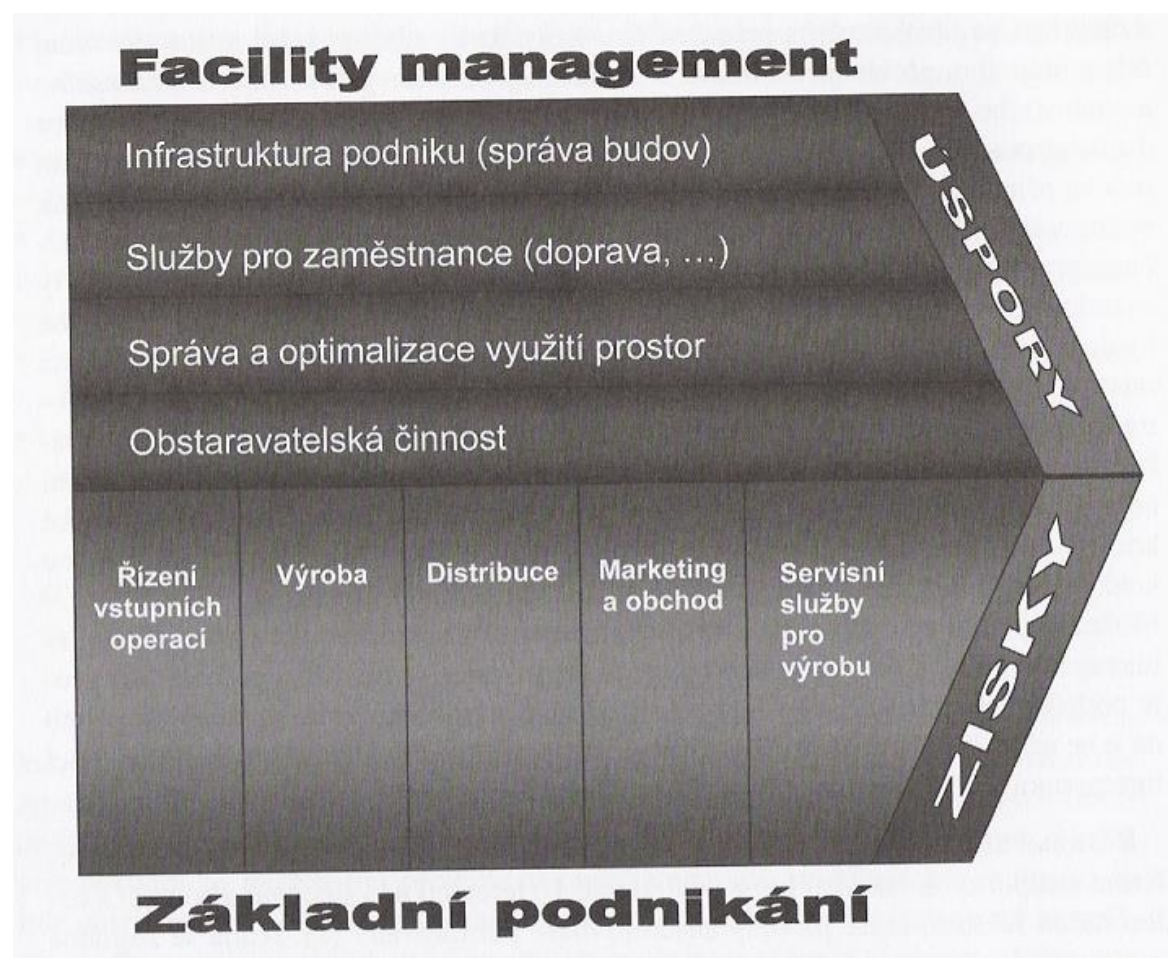 Facility management
Infrastruktura podniku (správa budov)
Služby pro zaměstnance (doprava, ...)
Správa a optimalizace využití prostor
Obstaravatelská činnost
ÚSPORY
Řízení
vstupních
operací
Výroba
Distribuce
Marketing
a obchod
Servisní
služby
pro
výrobu
ZISKY
Základní podnikání